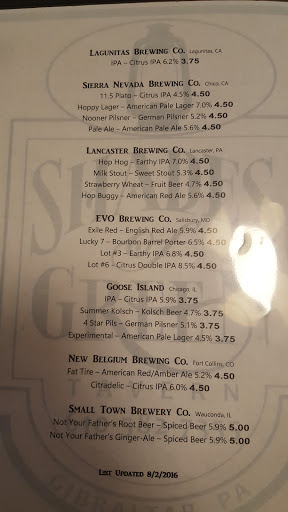 LAGUNITAS BREWING CO. Lagunitas, CA
IPA – Citrus IPA 6.2% 3.75
SIERRA NEVADA BREWING CO. Chico, CA
11.5 Plato – Citrus IPA 4.5% 4.50
Hoppy Lager – American Pale Lager 7.0% 4.50
Nooner Pilsner – German Pilsner 5.2% 4.50
Pale Ale – American Pale Ale 5.6% 4.50
LANCASTER BREWING CO. Lancaster, PA
Hop Hog – Earthy IPA 7.0% 4.50
Milk Stout – Sweet Stout 5.3% 4.50
Strawberry Wheat – Fruit Beer 4.7% 4.50
Hop Buggy – American Red Ale 5.6% 4.50
EVO BREWING CO. Salisbury, MD
Exile Red – English Red Ale 5.9% 4.50
Lucky 7 – Bourbon Barrel Porter 6.5% 4.50
Lot #3 – Earthy IPA 6.8% 4.50
Lot #6 – Citrus Double IPA 8.5% 4.50
GOOSE ISLAND Chicago, IL
IPA – Citrus IPA 5.9% 3.75
Summer Kolsch – Kolsch Beer 4.7% 3.75
4 Star Pils – German Pilsner 5.1% 3.75
Experimental – American Pale Lager 4.5% 3.75
NEW BELGIUM BREWING CO. Fort Collins, CO
Fat Tire – American Red/Amber Ale 5.2% 4.50
Citradelic – Citrus IPA 6.0% 4.50
SMALL TOWN BREWERY CO. Wauconda, IL
Not Your Father's Root Beer – Spiced Beer 5.9% 5.00
Not Your Father's Ginger-Ale – Spiced Beer 5.9% 5.00
TAVERN
PA
LIST UPDATED 8/2/2016